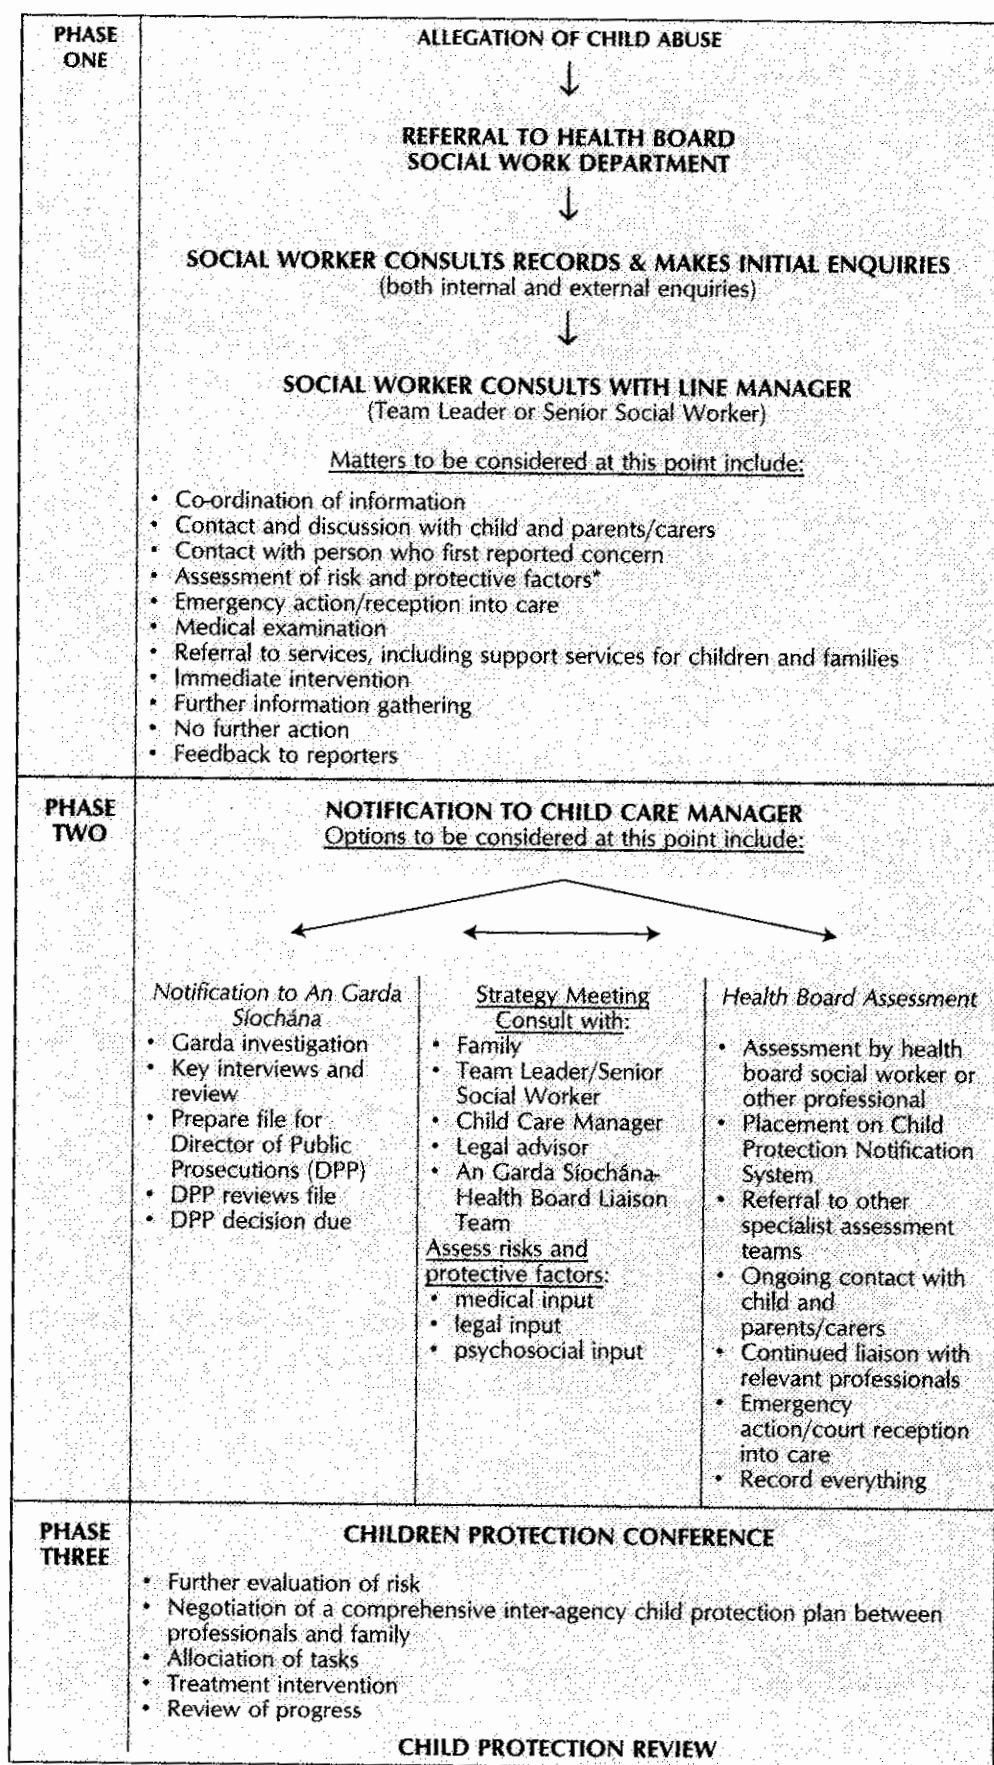 PHASE
ONE
ALLEGATION OF CHILD ABUSE
REFERRAL TO HEALTH BOARD
SOCIAL WORK DEPARTMENT
SOCIAL WORKER CONSULTS RECORDS & MAKES INITIAL ENQUIRIES
(both internal and external enquiries)
SOCIAL WORKER CONSULTS WITH LINE MANAGER
(Team Leader or Senior Social Worker)
Matters to be considered at this point include:
• Co-ordination of information
• Contact and discussion with child and parents/carers
• Contact with person who first reported concern
• Assessment of risk and protective factors*
• Emergency action/reception into care
• Medical examination
• Referral to services, including support services for children and families
• Immediate intervention
• Further information gathering
• No further action
• Feedback to reporters
PHASE
TWO
NOTIFICATION TO CHILD CARE MANAGER
Options to be considered at this point include:
Notification to An Garda
Síochána
• Garda investigation
• Key interviews and
review
• Prepare file for
Director of Public
Prosecutions (DPP)
• DPP reviews file
• DPP decision due
Strategy Meeting
Consult with:
• Family
• Team Leader/Senior
Social Worker
• Child Care Manager
• Legal advisor
• An Garda Síochána-
Health Board Liaison
Team
Assess risks and
protective factors:
• medical input
• legal input
• psychosocial input
Health Board Assessment
• Assessment by health
board social worker or
other professional
• Placement on Child
Protection Notification
System
• Referral to other
specialist assessment
teams
• Ongoing contact with
child and
parents/carers
• Continued liaison with
relevant professionals
• Emergency
action/court reception
into care
• Record everything
PHASE
THREE
CHILDREN PROTECTION CONFERENCE
• Further evaluation of risk
• Negotiation of a comprehensive inter-agency child protection plan between
professionals and family
• Allociation of tasks
• Treatment intervention
• Review of progress
CHILD PROTECTION REVIEW